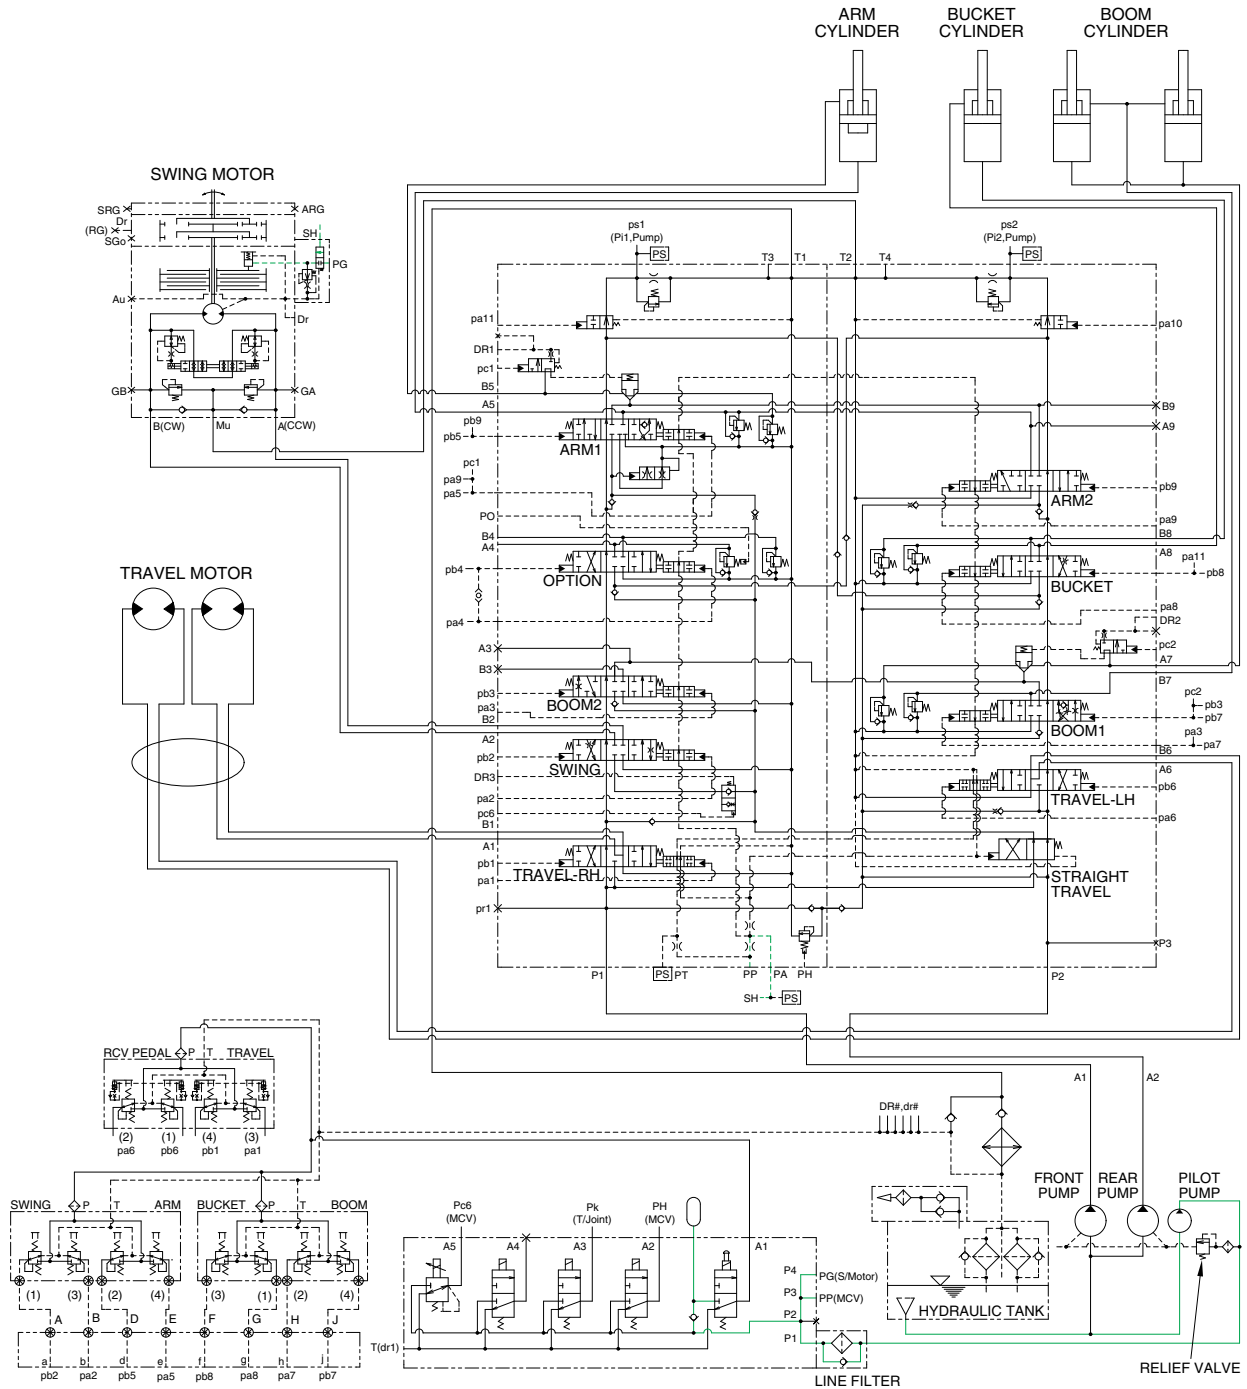 ARM CYLINDER
BUCKET CYLINDER
BOOM CYLINDER
SWING MOTOR
SRG
ARG
Dr
(RG)
SGo
SH
PG
Au
Dr
GB
GA
B(CW)
Mu
A(CCW)
ps1
(Pi1,Pump)
PS
ps2
(Pi2,Pump)
PS
T3
T1
T2
T4
pa11
pa10
DR1
pc1
B5
A5
B9
A9
pb9
pb5
ARM1
pc1
pa9
pa5
ARM2
pb9
pa9
PO
B4
A4
B8
A8
pb4
OPTION
BUCKET
pa11
pb8
pa4
pa8
DR2
pc2
A3
A7
B3
B7
pb3
pa3
BOOM2
B2
BOOM1
pc2
pb3
pb7
pa3
pa7
A2
B6
pb2
SWING
A6
DR3
TRAVEL-LH
pb6
pa2
pc6
pa6
B1
A1
pb1
TRAVEL-RH
pa1
STRAIGHT TRAVEL
pr1
P3
P1
PS
PT
PP
PA
PH
P2
SH
PS
TRAVEL MOTOR
RCV PEDAL
P
T
TRAVEL
(2)
(1)
(4)
(3)
pa6
pb6
pb1
pa1
SWING
P
T
ARM
BUCKET
P
T
BOOM
(1)
(3)
(2)
(4)
(3)
(1)
(2)
(4)
A
B
D
E
F
G
H
J
a
b
d
e
f
g
h
j
pb2
pa2
pb5
pa5
pb8
pa8
pa7
pb7
Pc6
(MCV)
Pk
(T/Joint)
PH
(MCV)
A5
A4
A3
A2
A1
P4
PG(S/Motor)
P3
PP(MCV)
P2
P1
T(dr1)
LINE FILTER
DR#,dr#
A1
A2
FRONT PUMP
REAR PUMP
PILOT PUMP
HYDRAULIC TANK
RELIEF VALVE